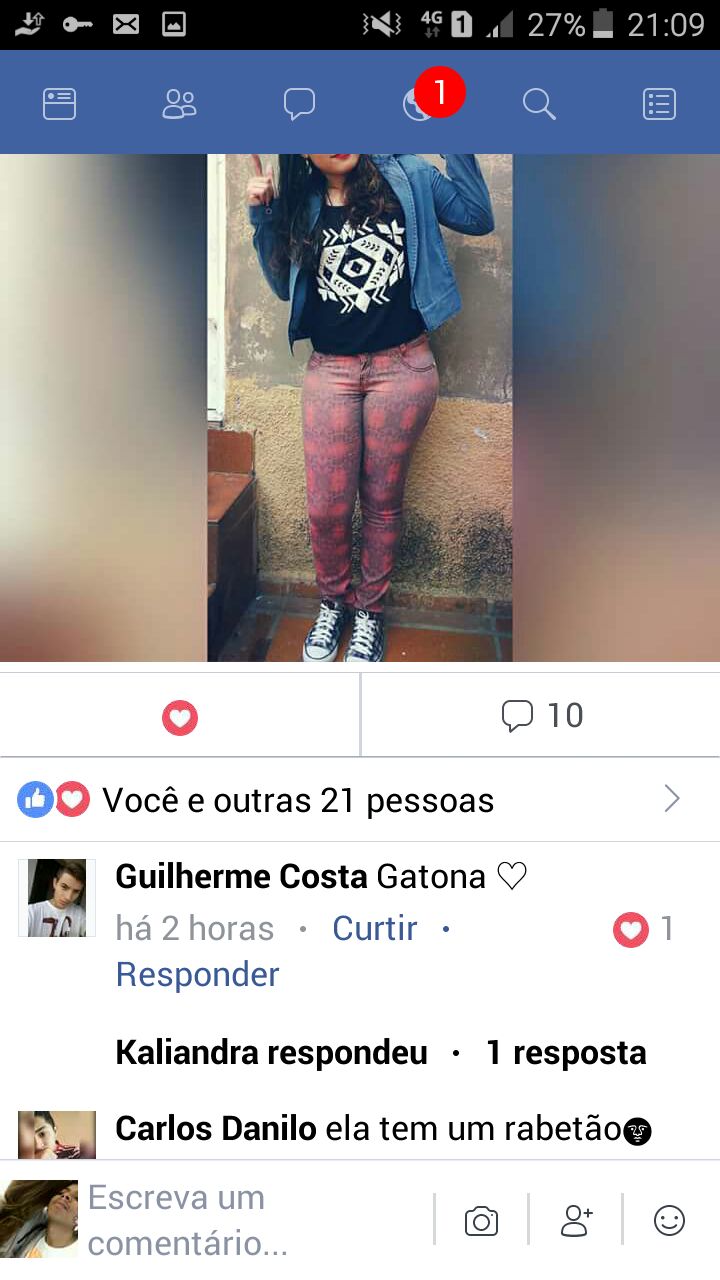 4G 1 27% 21:09
1
10
Você e outras 21 pessoas
Guilherme Costa Gatona ♡
há 2 horas • Curtir • 1
Responder
Kaliandra respondeu • 1 resposta
Carlos Danilo ela tem um rabetão🌚
Escreva um
comentário...